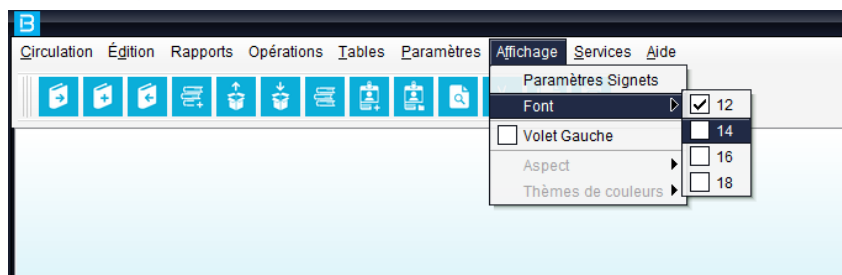 B
Circulation Édition Rapports Opérations Tables Paramètres Affichage Services Aide
Paramètres Signets
Font
12
14
Volet Gauche
16
Aspect
18
Thèmes de couleurs